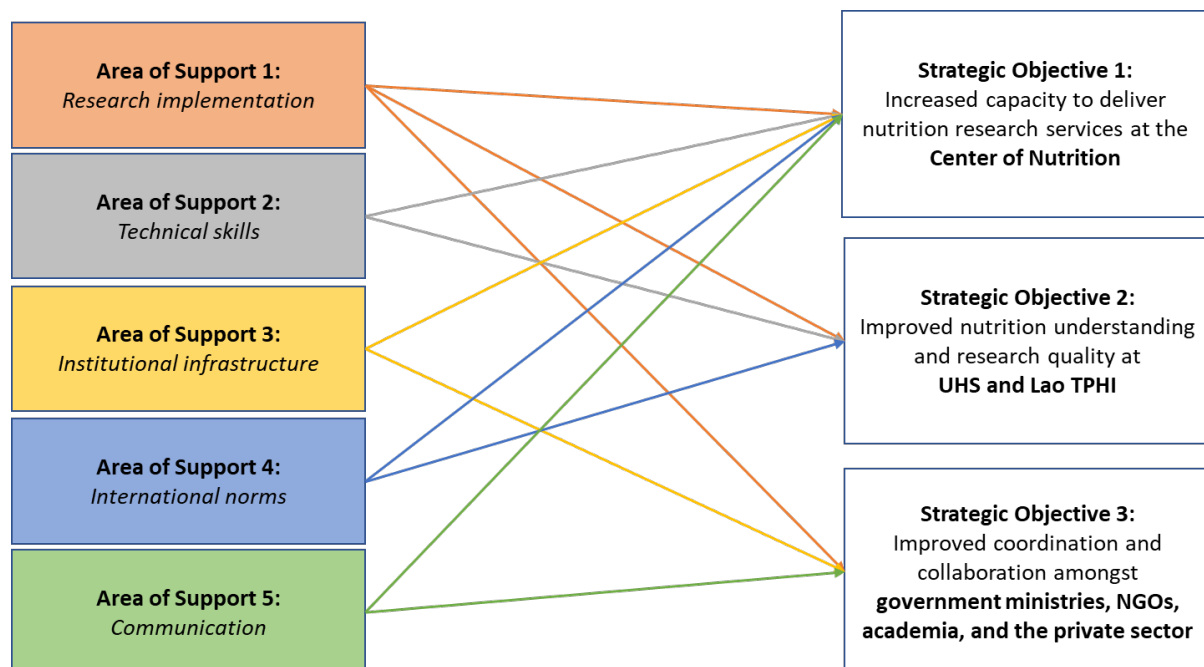 Area of Support 1:
Research implementation
Area of Support 2:
Technical skills
Area of Support 3:
Institutional infrastructure
Area of Support 4:
International norms
Area of Support 5:
Communication
Strategic Objective 1:
Increased capacity to deliver
nutrition research services at the
Center of Nutrition
Strategic Objective 2:
Improved nutrition understanding
and research quality at
UHS and Lao TPHI
Strategic Objective 3:
Improved coordination and
collaboration amongst
government ministries, NGOs,
academia, and the private sector